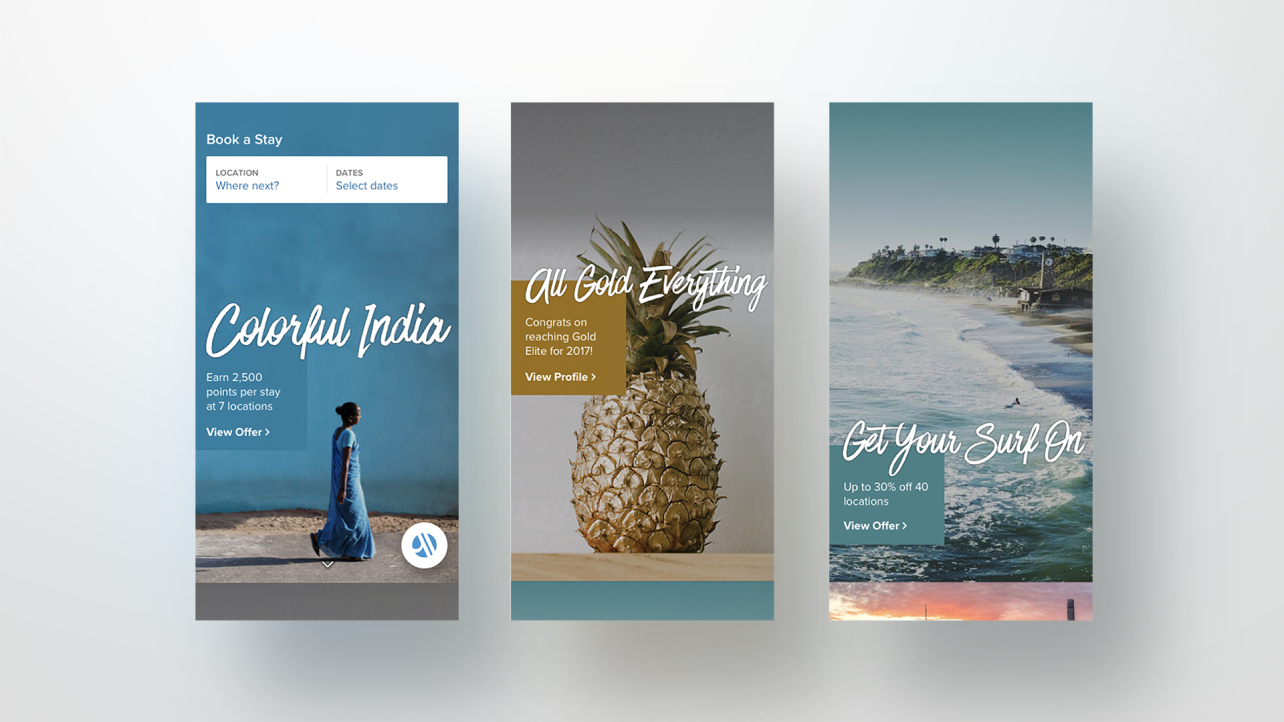 Book a Stay
LOCATION
Where next?
DATES
Select dates
Colorful India
Earn 2,500
points per stay
at 7 locations
View Offer >
All Gold Everything
Congrats on
reaching Gold
Elite for 2017!
View Profile >
Get Your Surf On
Up to 30% off 40
locations
View Offer >